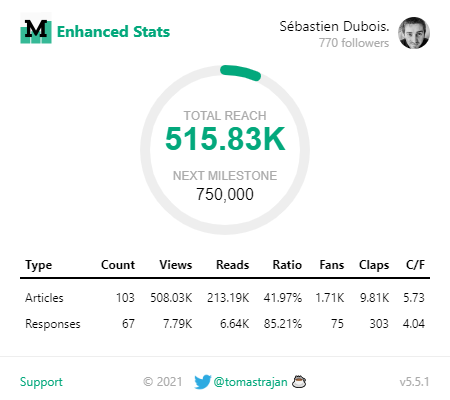 M Enhanced Stats
Sébastien Dubois.
770 followers
TOTAL REACH
515.83K
NEXT MILESTONE
750,000
Type Count Views Reads Ratio Fans Claps C/F
Articles 103 508.03K 213.19K 41.97% 1.71K 9.81K 5.73
Responses 67 7.79K 6.64K 85.21% 75 303 4.04
Support © 2021 @tomastrajan v5.5.1